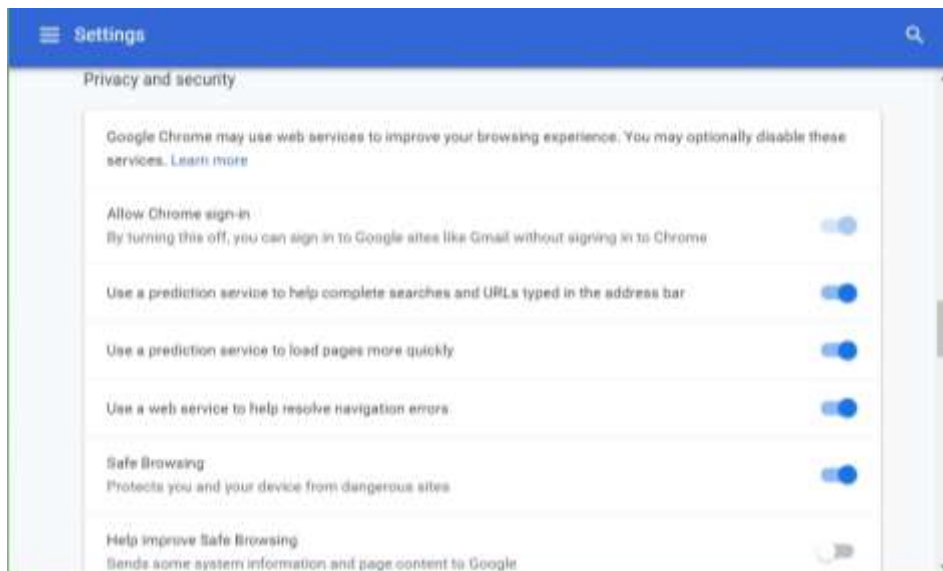 Settings
Privacy and security
Google Chrome may use web services to improve your browsing experience. You may optionally disable these
services. Learn more
Allow Chrome sign-in
By turning this off, you can sign in to Google sites like Gmail without signing in to Chrome
Use a prediction service to help complete searches and URLs typed in the address bar
Use a prediction service to load pages more quickly
Use a web service to help resolve navigation errors
Safe Browsing
Protects you and your device from dangerous sites
Help improve Safe Browsing
Sends some system information and page content to Google